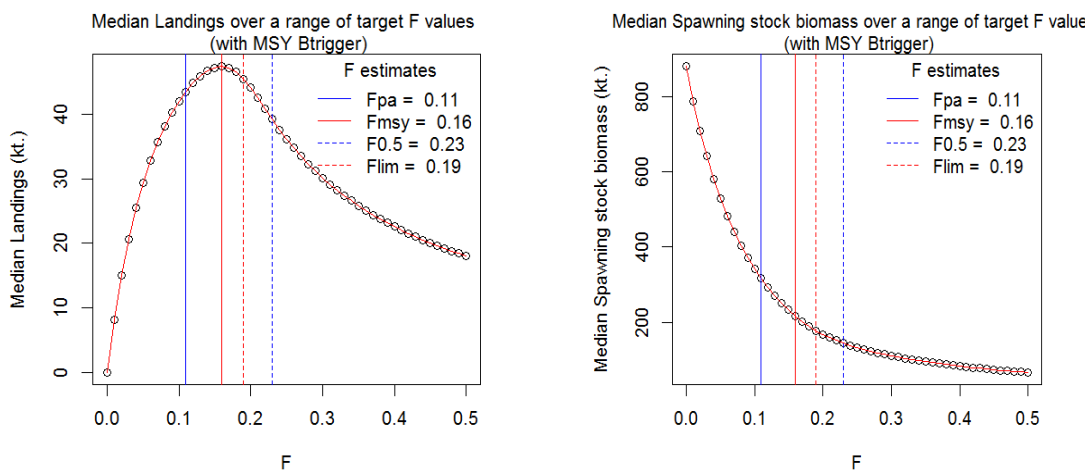 Median Landings over a range of target F values
(with MSY Btrigger)
Median Landings (kt.)
40
30
20
10
0
F estimates
Fpa = 0.11
Fmsy = 0.16
F0.5 = 0.23
Flim = 0.19
0.0 0.1 0.2 0.3 0.4 0.5
F
Median Spawning stock biomass over a range of target F value
(with MSY Btrigger)
Median Spawning stock biomass (kt.)
800
600
400
200
F estimates
Fpa = 0.11
Fmsy = 0.16
F0.5 = 0.23
Flim = 0.19
0.0 0.1 0.2 0.3 0.4 0.5
F